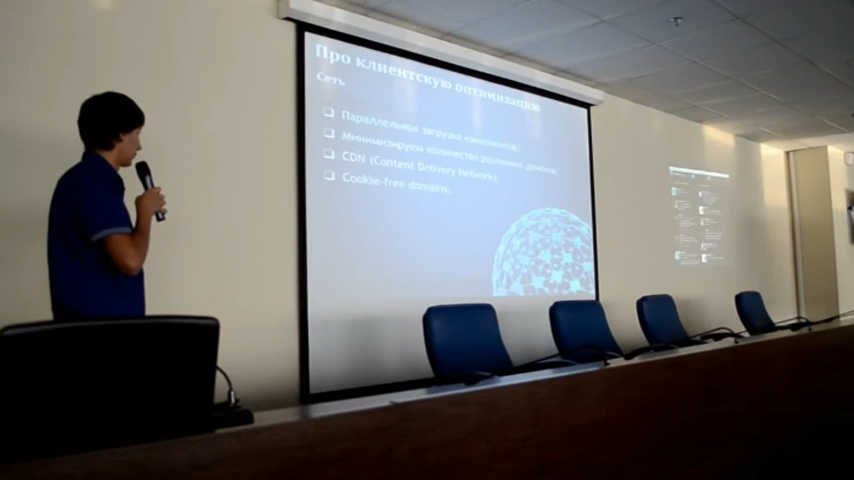 Про клиентскую оптимизацию
Сеть
Параллельная загрузка компонентов;
Минимизируем количество различных доменов;
CDN (Content Delivery Network);
Cookie-free domains;